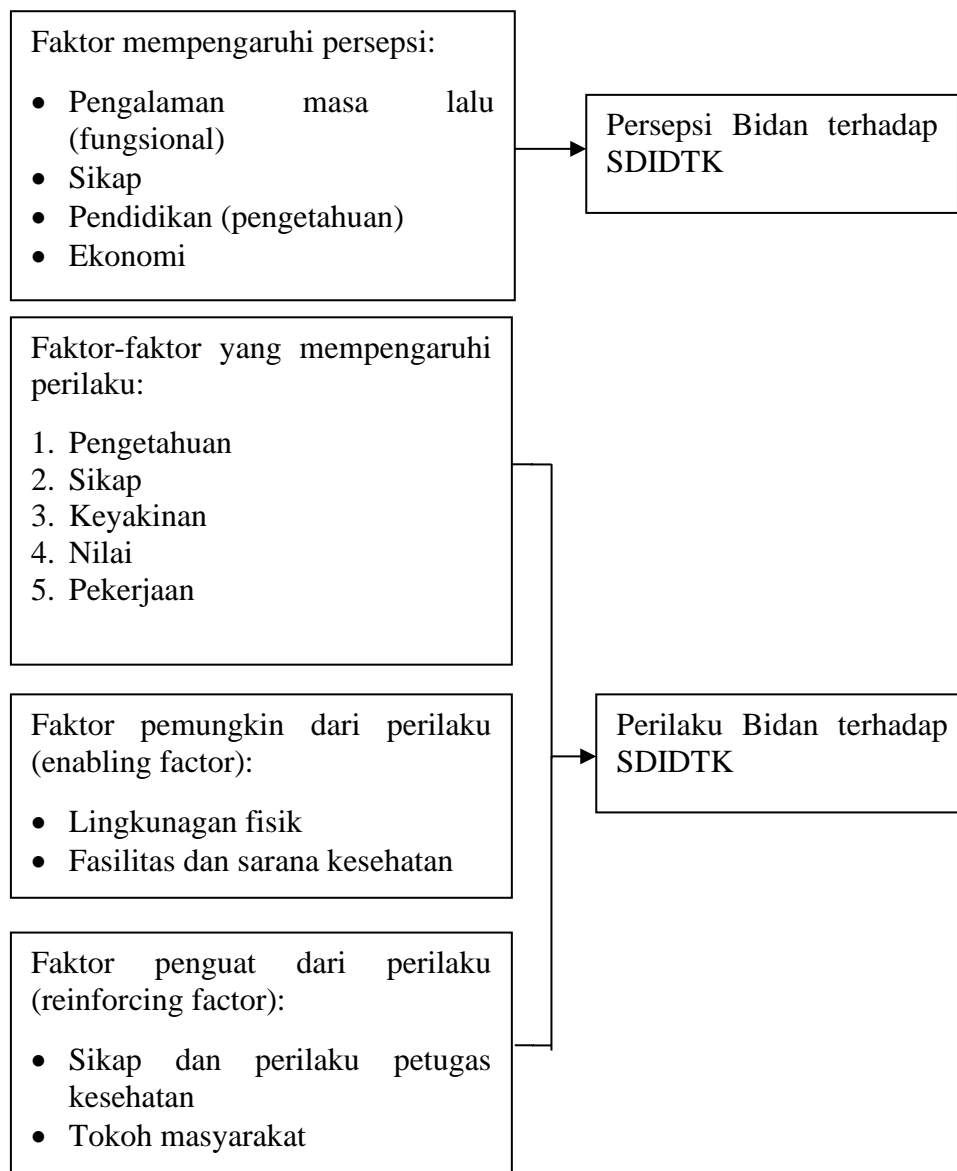 Faktor mempengaruhi persepsi:
• Pengalaman masa lalu
(fungsional)
• Sikap
• Pendidikan (pengetahuan)
• Ekonomi
Persepsi Bidan terhadap
SDIDTK
Faktor-faktor yang mempengaruhi
perilaku:
1. Pengetahuan
2. Sikap
3. Keyakinan
4. Nilai
5. Pekerjaan
Faktor pemungkin dari perilaku
(enabling factor):
• Lingkunagan fisik
• Fasilitas dan sarana kesehatan
Perilaku Bidan terhadap
SDIDTK
Faktor penguat dari perilaku
(reinforcing factor):
• Sikap dan perilaku petugas
kesehatan
• Tokoh masyarakat